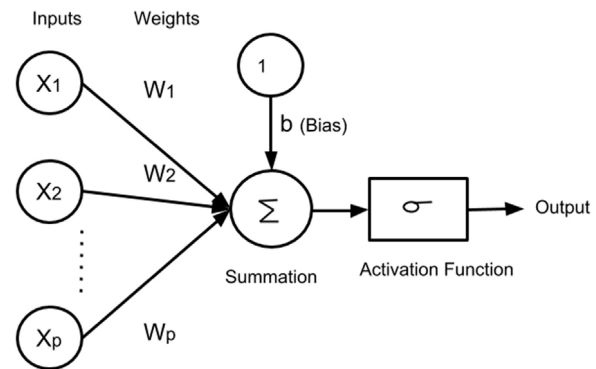 Inputs
Weights
X1
W1
1
b (Bias)
X2
W2
Σ
σ
Output
Summation
Activation Function
Xp
Wp